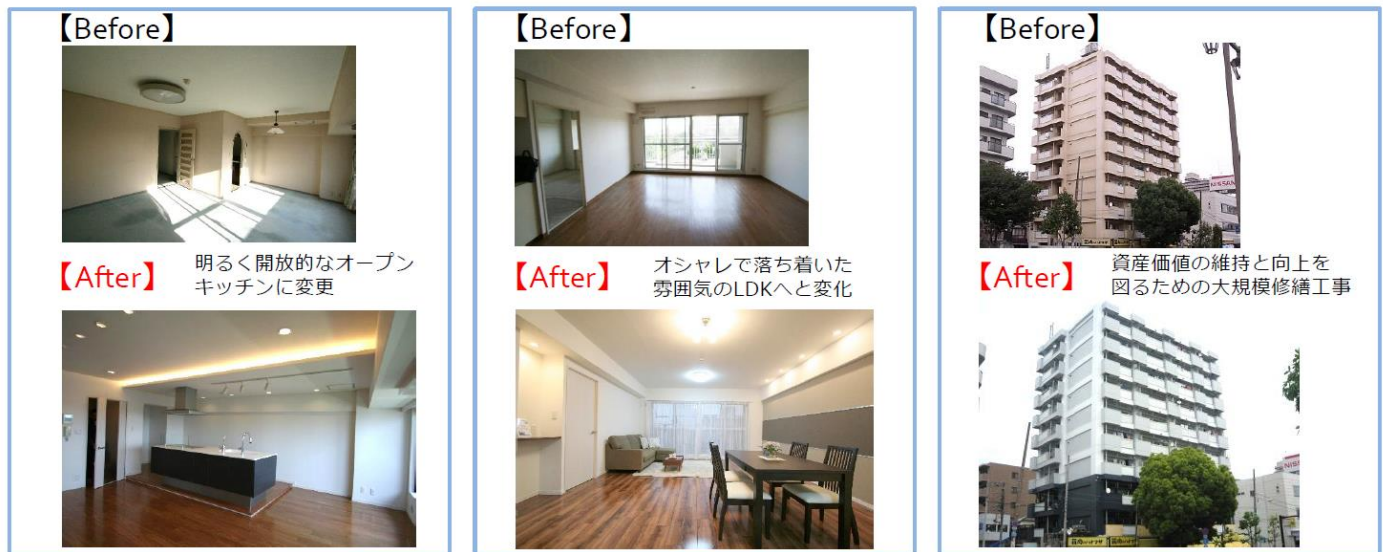 【Before】
【After】
明るく開放的なオープン
キッチンに変更
【Before】
【After】
オシャレで落ち着いた
雰囲気のLDKへと変化
【Before】
NISSAN
【After】
資産価値の維持と向上を
図るための大規模修繕工事
NISSAN